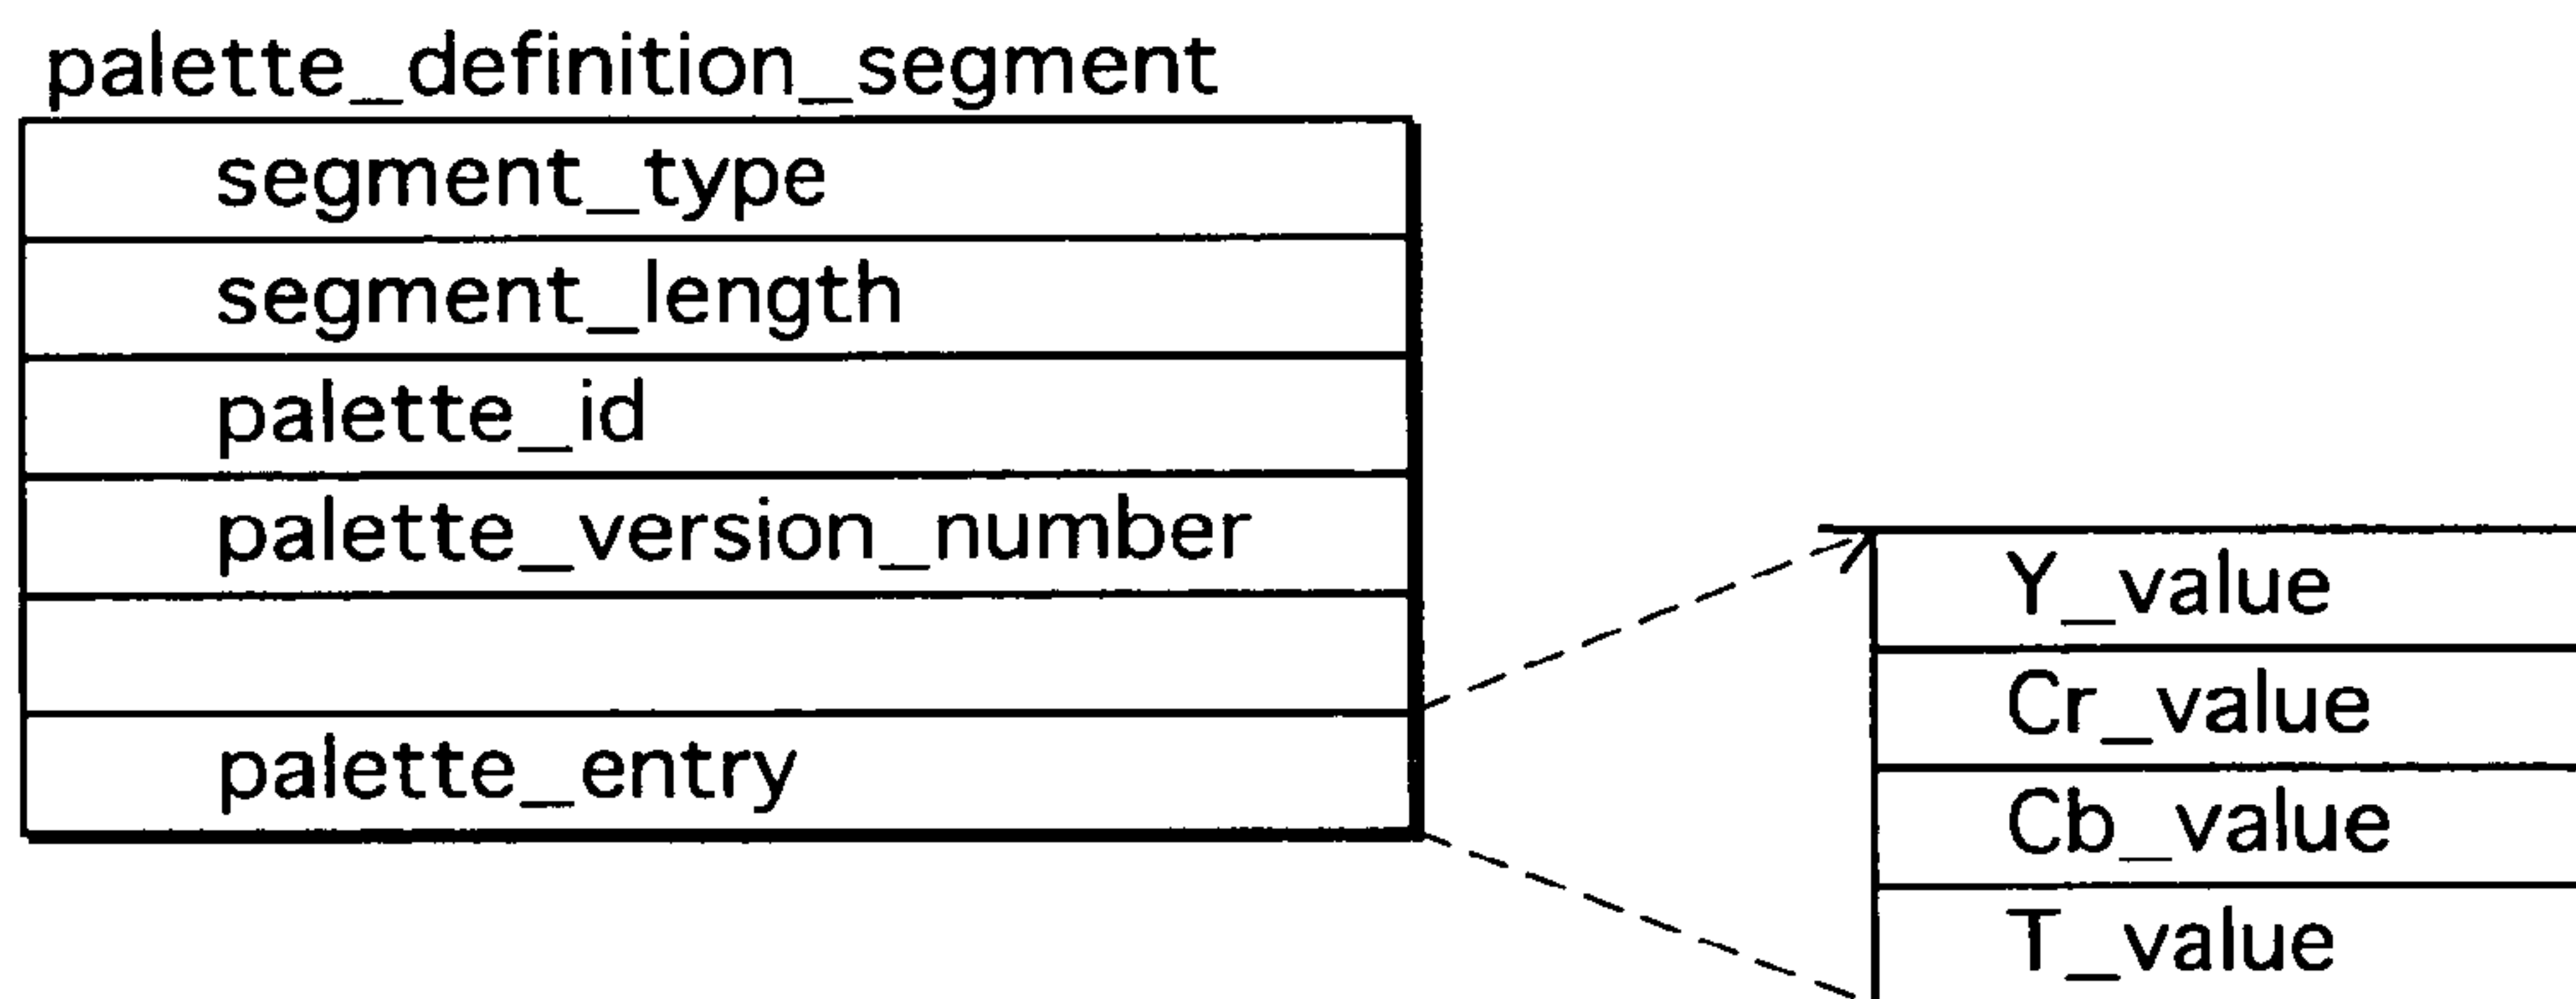 palette_definition_segment
segment_type
segment_length
palette_id
palette_version_number
palette_entry
Y_value
Cr_value
Cb_value
T_value